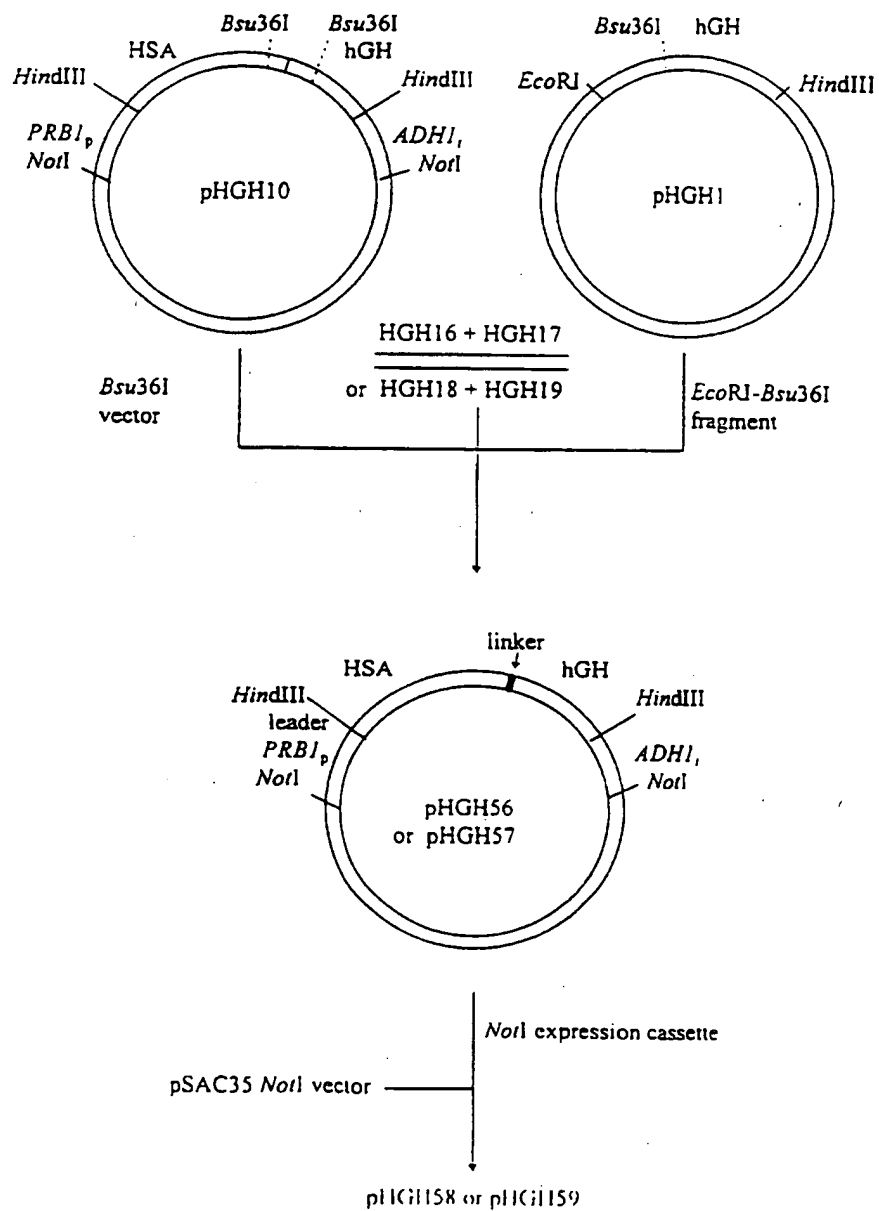 Bsu36I
Bsu36I
HSA
hGH
HindIII
HindIII
PRB1p
ADH1t
NotI
NotI
pHGH10
Bsu36I
hGH
EcoRI
HindIII
pHGH1
HGH16 + HGH17
or HGH18 + HGH19
Bsu36I
vector
EcoRI-Bsu36I
fragment
linker
HSA
hGH
HindIII
HindIII
leader
PRB1p
ADH1t
NotI
NotI
pHGH56
or pHGH57
NotI expression cassette
pSAC35 NotI vector
pHGH58 or pHGH59